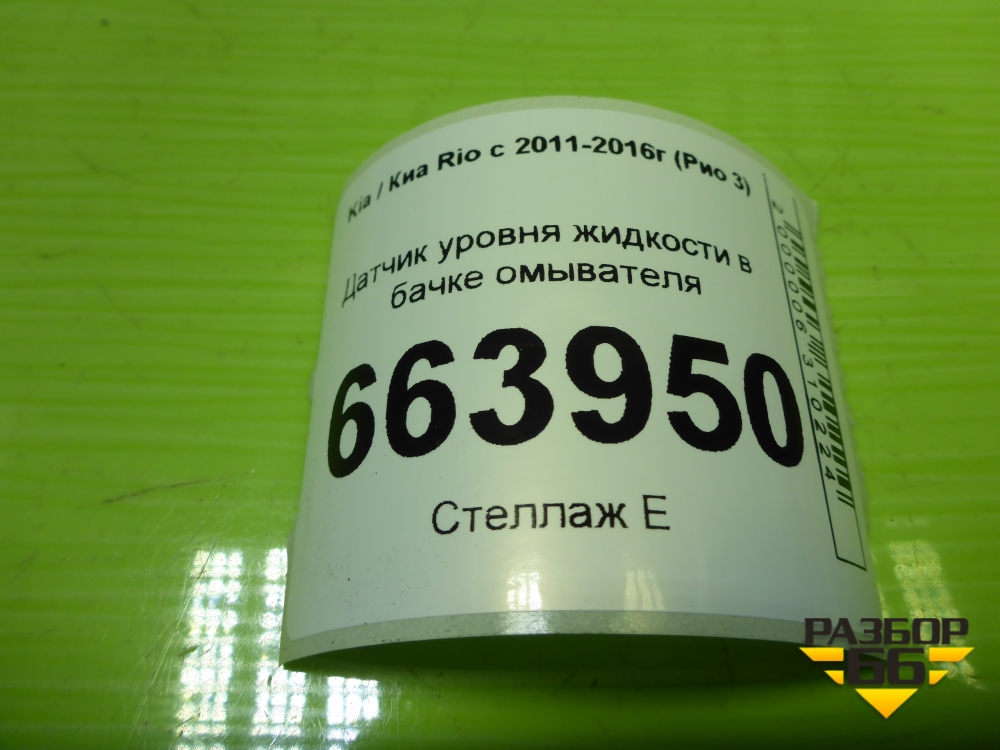 Kia / Киа Rio с 2011-2016г (Рио 3)
Датчик уровня жидкости в
бачке омывателя
663950
Стеллаж Е
2000006310224
РАЗБОР
66